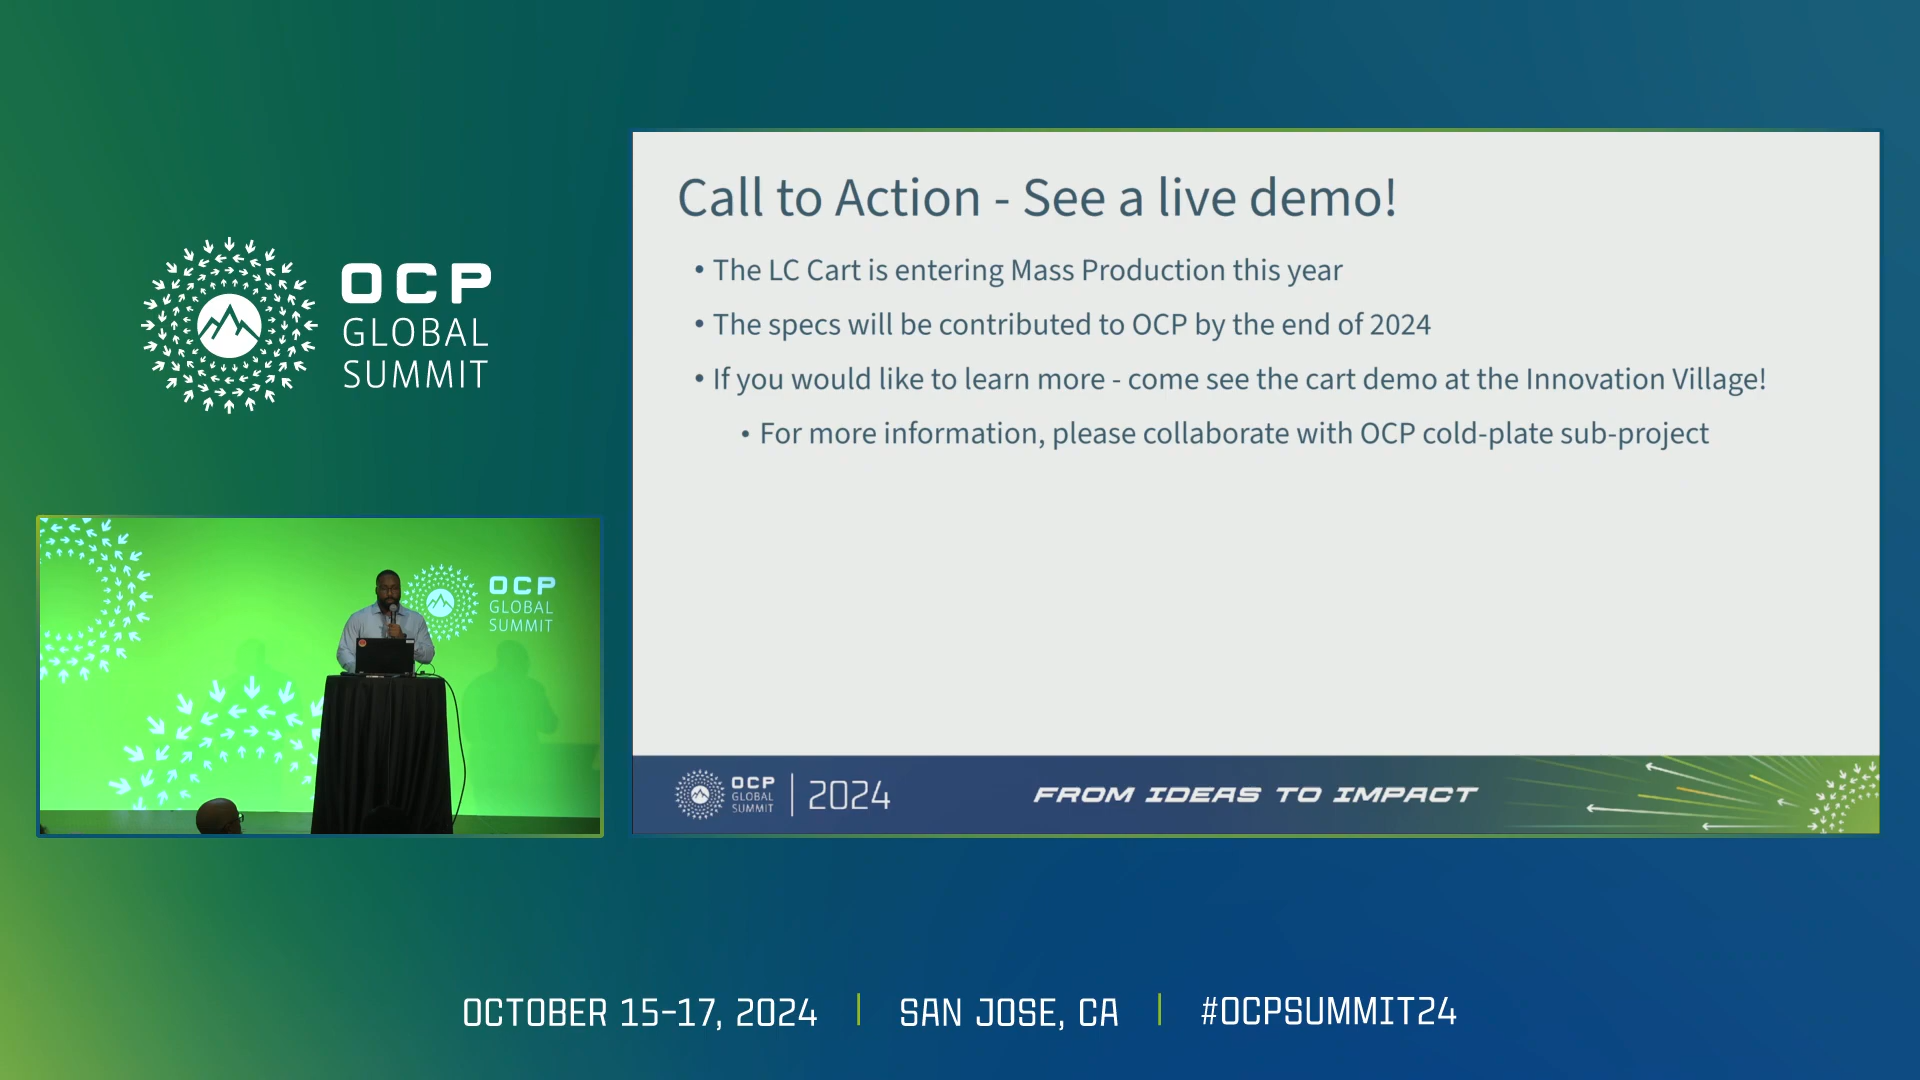 OCP
GLOBAL
SUMMIT
Call to Action - See a live demo!
• The LC Cart is entering Mass Production this year
• The specs will be contributed to OCP by the end of 2024
• If you would like to learn more - come see the cart demo at the Innovation Village!
• For more information, please collaborate with OCP cold-plate sub-project
OCP
GLOBAL
SUMMIT
OCP
GLOBAL
SUMMIT
2024
FROM IDEAS TO IMPACT
OCTOBER 15-17, 2024 | SAN JOSE, CA | #OCPSUMMIT24